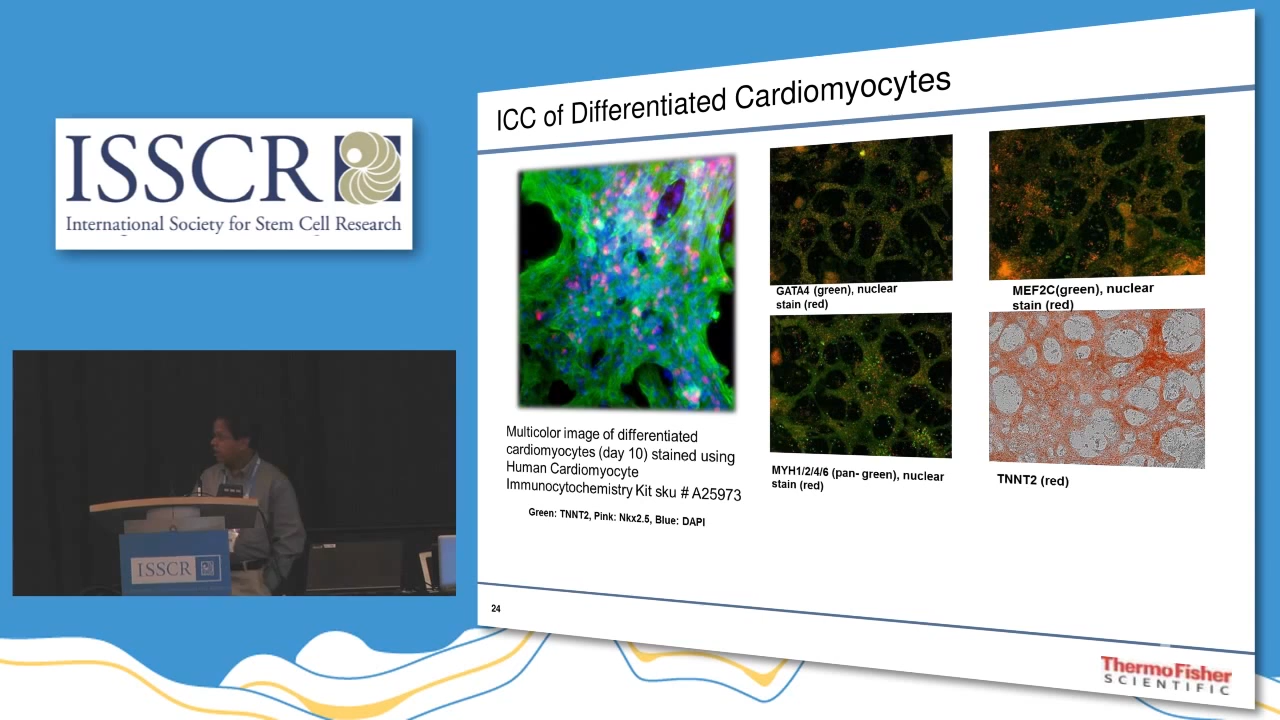 ISSCR
International Society for Stem Cell Research
ISSCR
ICC of Differentiated Cardiomyocytes
Multicolor image of differentiated
cardiomyocytes (day 10) stained using
Human Cardiomyocyte
Immunocytochemistry Kit sku # A25973
Green: TNNT2, Pink: Nkx2.5, Blue: DAPI
GATA4 (green), nuclear
stain (red)
MEF2C(green), nuclear
stain (red)
MYH1/2/4/6 (pan- green), nuclear
stain (red)
TNNT2 (red)
24
ThermoFisher
SCIENTIFIC